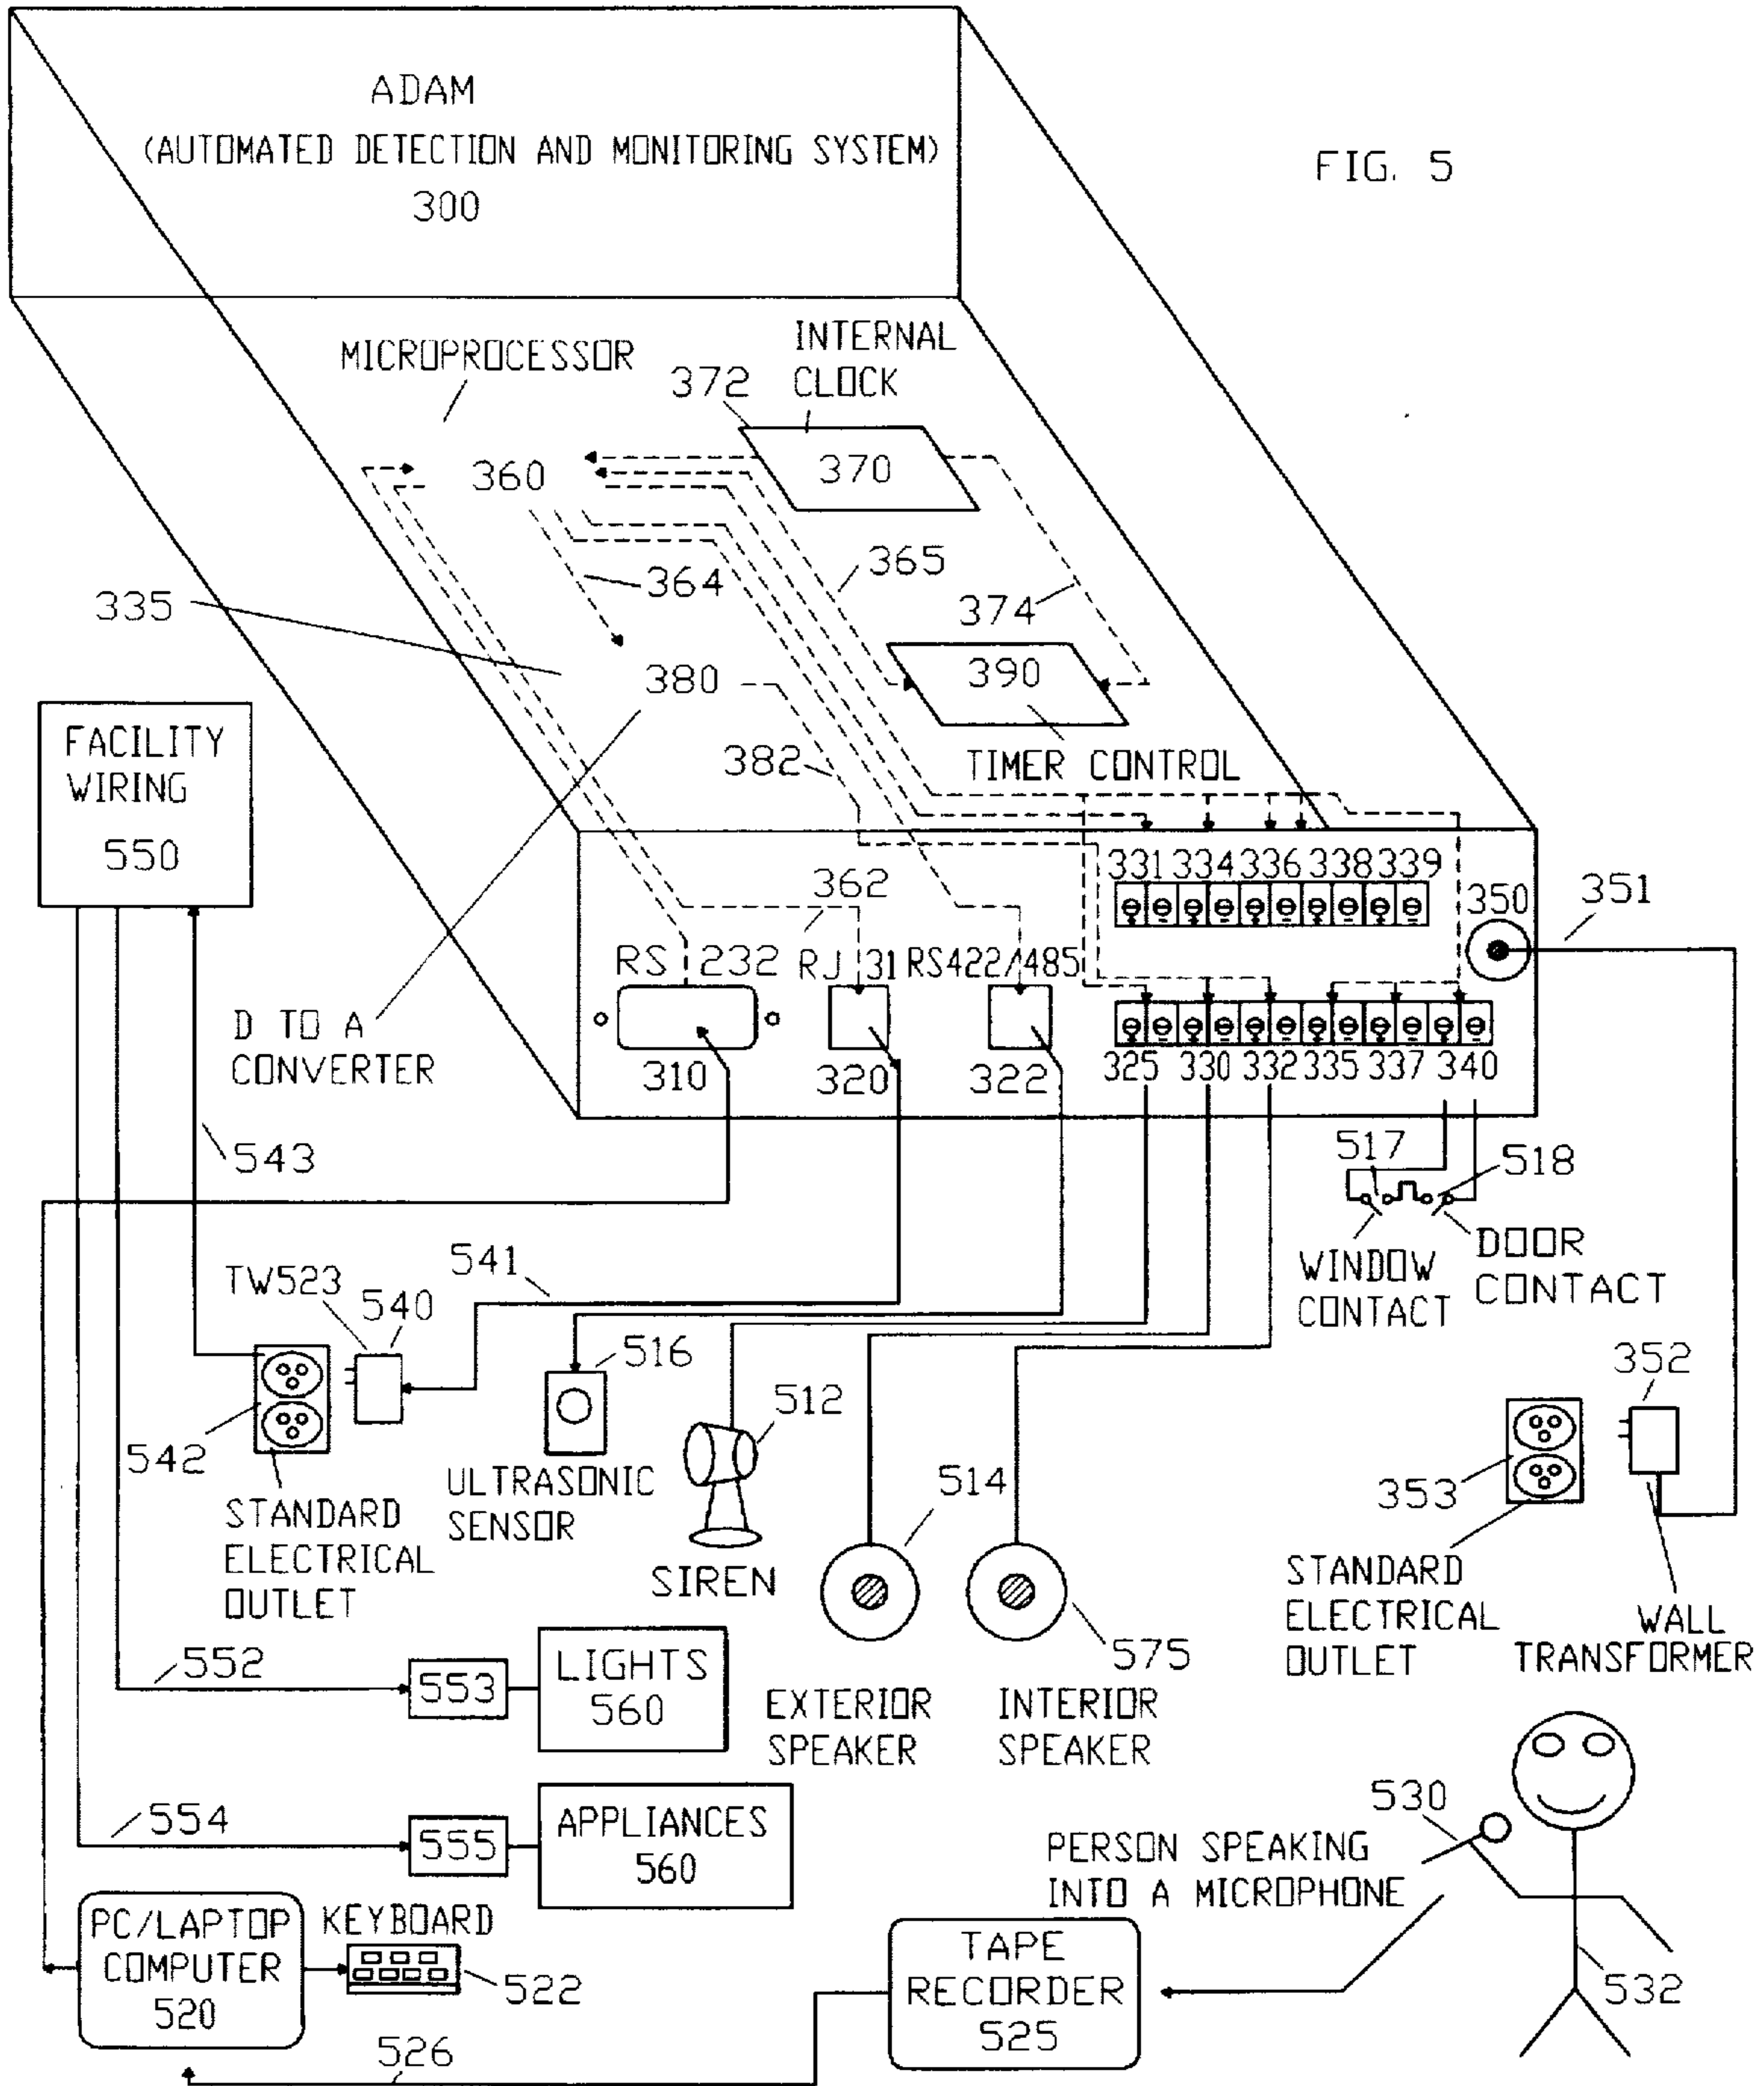 ADAM
(AUTOMATED DETECTION AND MONITORING SYSTEM)
300
FIG. 5
MICROPROCESSOR
INTERNAL
CLOCK
372
370
360
365
364
374
335
390
380
382
TIMER CONTROL
FACILITY
WIRING
550
331 334 336 338 339
362
350
351
RS 232
RJ 31
RS422/485
D TO A
CONVERTER
310
320
322
325 330 332 335 337 340
543
517
518
WINDOW
CONTACT
DOOR
CONTACT
541
TW523
540
516
512
352
542
ULTRASONIC
SENSOR
514
353
STANDARD
ELECTRICAL
OUTLET
SIREN
STANDARD
ELECTRICAL
OUTLET
WALL
TRANSFORMER
575
552
553
LIGHTS
560
EXTERIOR
SPEAKER
INTERIOR
SPEAKER
554
555
APPLIANCES
560
530
PERSON SPEAKING
INTO A MICROPHONE
PC/LAPTOP
COMPUTER
520
KEYBOARD
522
TAPE
RECORDER
525
532
526